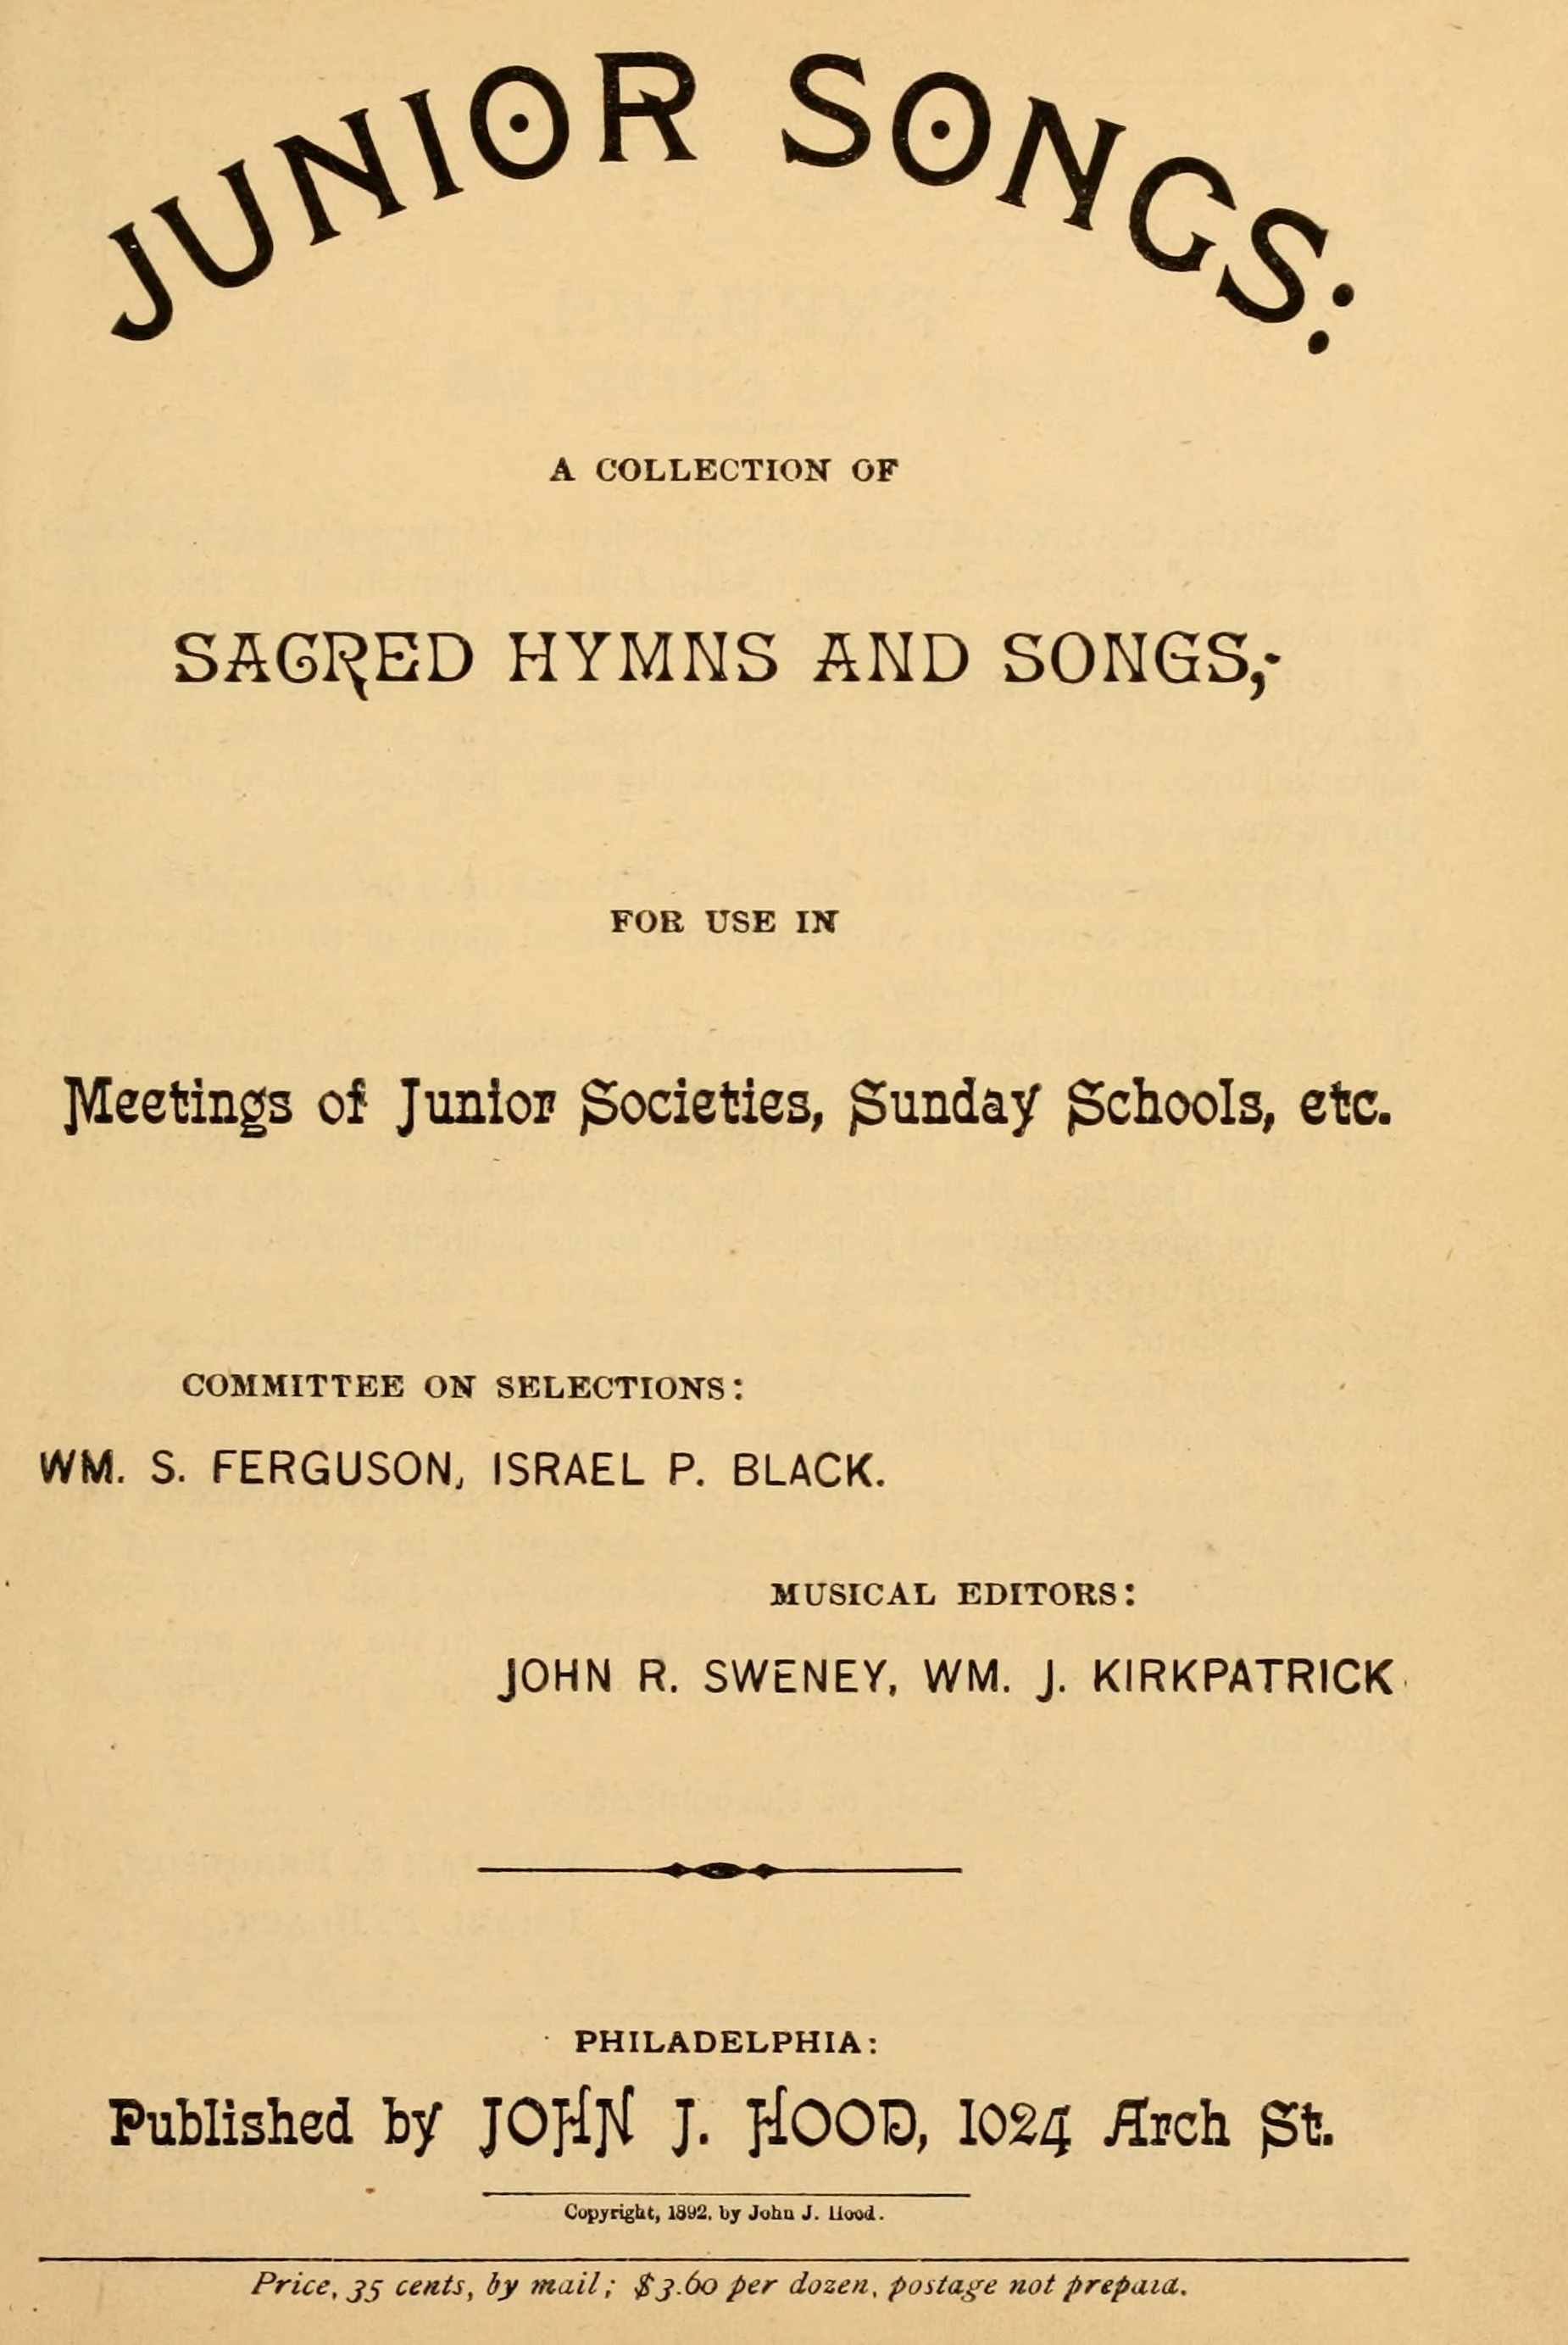 JUNIOR SONGS:
A COLLECTION OF
SACRED HYMNS AND SONGS,
FOR USE IN
Meetings of Junior Societies, Sunday Schools, etc.
COMMITTEE ON SELECTIONS:
WM. S. FERGUSON, ISRAEL P. BLACK.
MUSICAL EDITORS:
JOHN R. SWENEY, WM. J. KIRKPATRICK.
PHILADELPHIA:
Published by JOHN J. HOOD, 1024 Arch St.
Copyright, 1892, by John J. Hood.
Price, 35 cents, by mail; $3.60 per dozen, postage not prepaid.